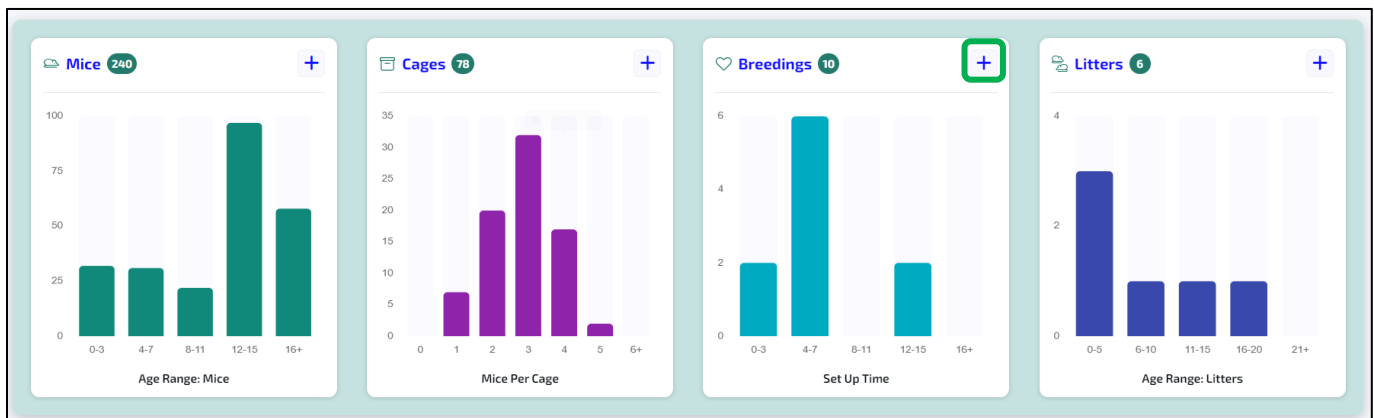 Mice 240 +
100
75
50
25
0
0-3 4-7 8-11 12-15 16+
Age Range: Mice
Cages 78 +
35
30
25
20
15
10
5
0
0 1 2 3 4 5 6+
Mice Per Cage
Breedings 10 +
6
4
2
0
0-3 4-7 8-11 12-15 16+
Set Up Time
Litters 6 +
4
2
0
0-5 6-10 11-15 16-20 21+
Age Range: Litters